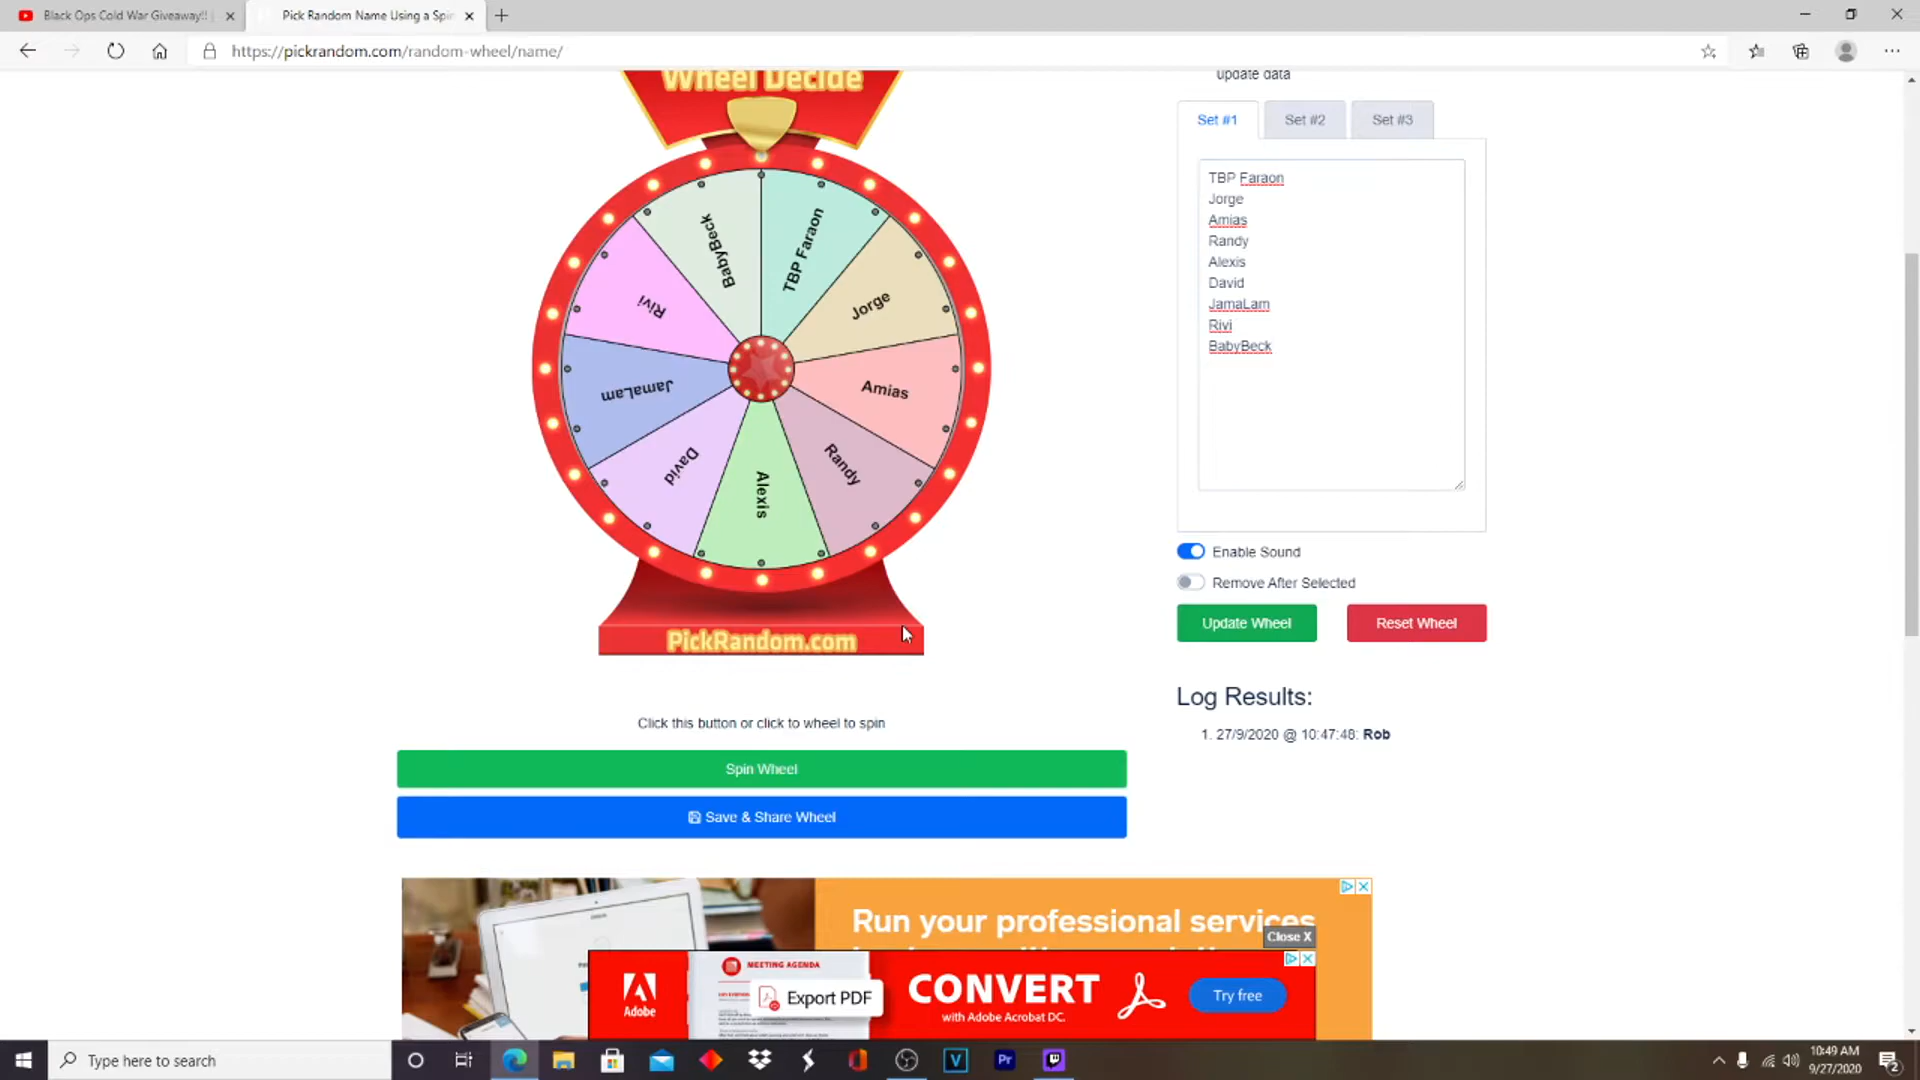 Black Ops Cold War Giveaway!! |
Pick Random Name Using a Spi
https://pickrandom.com/random-wheel/name/
Wheel Decide
BabyBeck
TBP Faraon
Jorge
Amias
Randy
Alexis
David
JamaLam
Rivi
PickRandom.com
Click this button or click to wheel to spin
Spin Wheel
Save & Share Wheel
update data
Set #1
Set #2
Set #3
TBP Faraon
Jorge
Amias
Randy
Alexis
David
JamaLam
Rivi
BabyBeck
Enable Sound
Remove After Selected
Update Wheel
Reset Wheel
Log Results:
1. 27/9/2020 @ 10:47:48: Rob
Run your professional services
Close X
Adobe
MEETING AGENDA
Export PDF
CONVERT
with Adobe Acrobat DC.
Try free
Type here to search
V
Pr
10:49 AM
9/27/2020
2